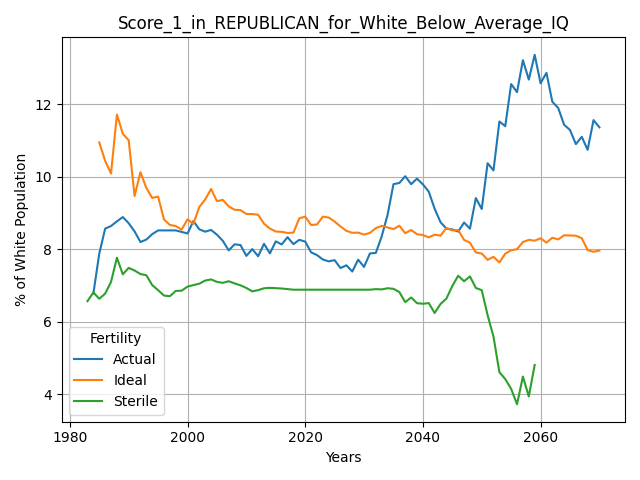 Score_1_in_REPUBLICAN_for_White_Below_Average_IQ
% of White Population
12
10
8
6
4
Fertility
Actual
Ideal
Sterile
1980
2000
2020
2040
2060
Years